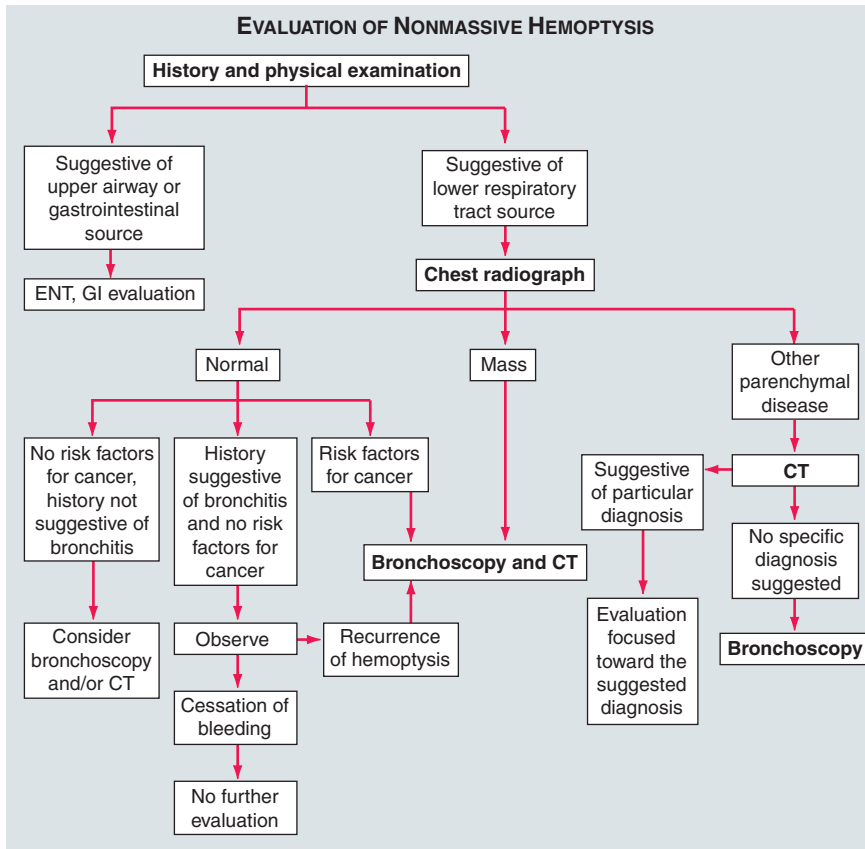 EVALUATION OF NONMASSIVE HEMOPTYSIS
History and physical examination
Suggestive of
upper airway or
gastrointestinal
source
ENT, GI evaluation
Suggestive of
lower respiratory
tract source
Chest radiograph
Normal
Mass
Other
parenchymal
disease
No risk factors
for cancer,
history not
suggestive of
bronchitis
History
suggestive
of bronchitis
and no risk
factors for
cancer
Risk factors
for cancer
Suggestive
of particular
diagnosis
CT
No specific
diagnosis
suggested
Bronchoscopy and CT
Consider
bronchoscopy
and/or CT
Observe
Recurrence
of hemoptysis
Evaluation
focused
toward the
suggested
diagnosis
Bronchoscopy
Cessation of
bleeding
No further
evaluation